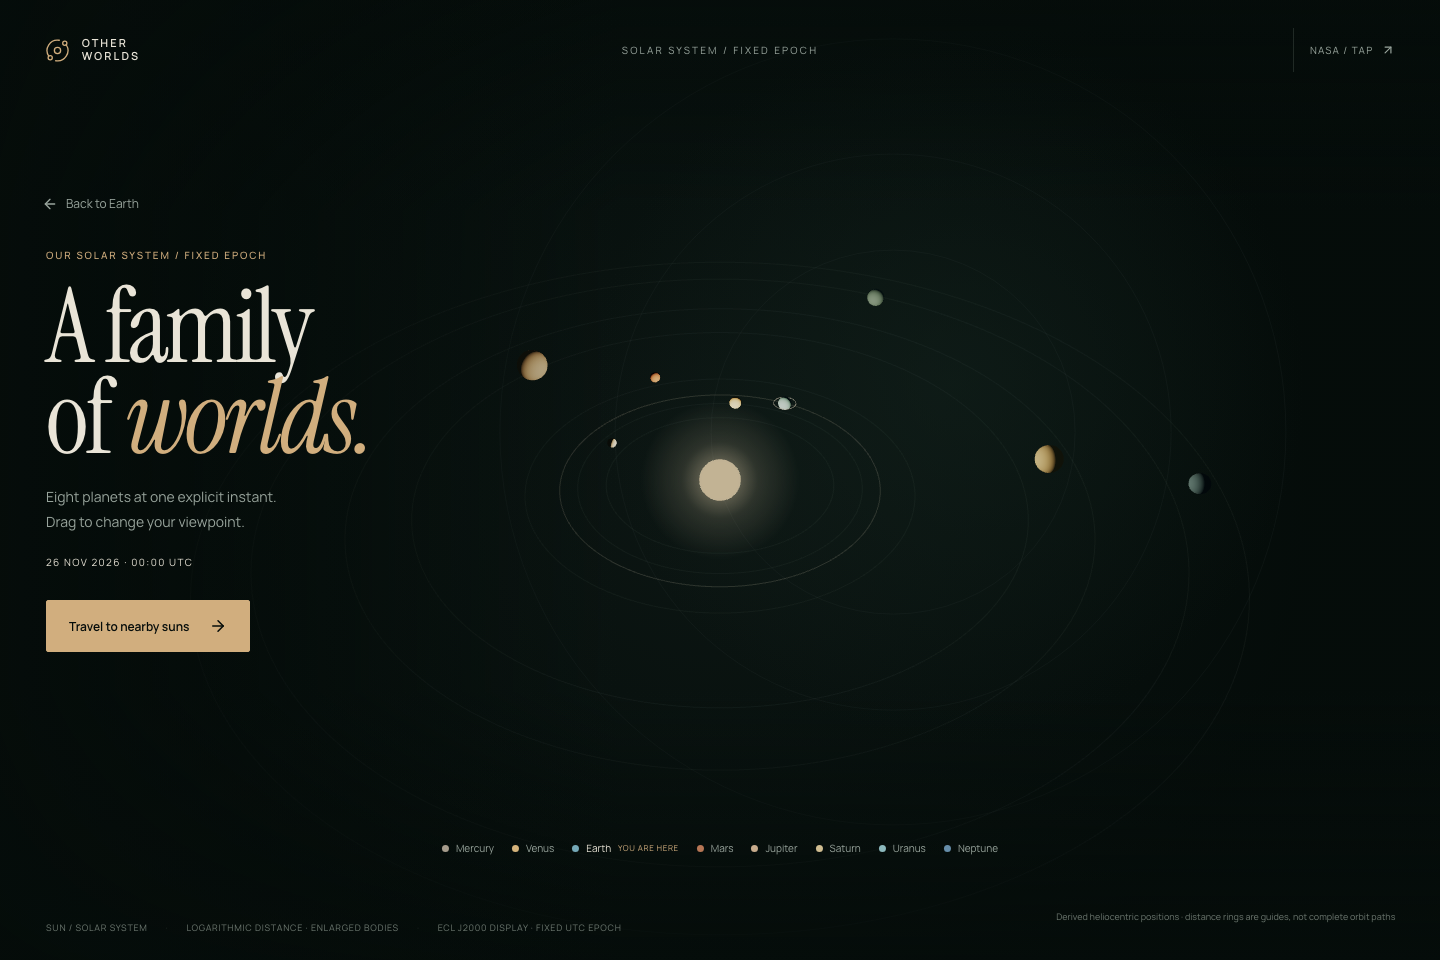 OTHER
WORLDS
SOLAR SYSTEM / FIXED EPOCH
NASA / TAP
Back to Earth
OUR SOLAR SYSTEM / FIXED EPOCH
A family
of worlds.
Eight planets at one explicit instant.
Drag to change your viewpoint.
26 NOV 2026 · 00:00 UTC
Travel to nearby suns
Mercury Venus Earth YOU ARE HERE Mars Jupiter Saturn Uranus Neptune
Derived heliocentric positions · distance rings are guides, not complete orbit paths
SUN / SOLAR SYSTEM LOGARITHMIC DISTANCE · ENLARGED BODIES ECL J2000 DISPLAY · FIXED UTC EPOCH